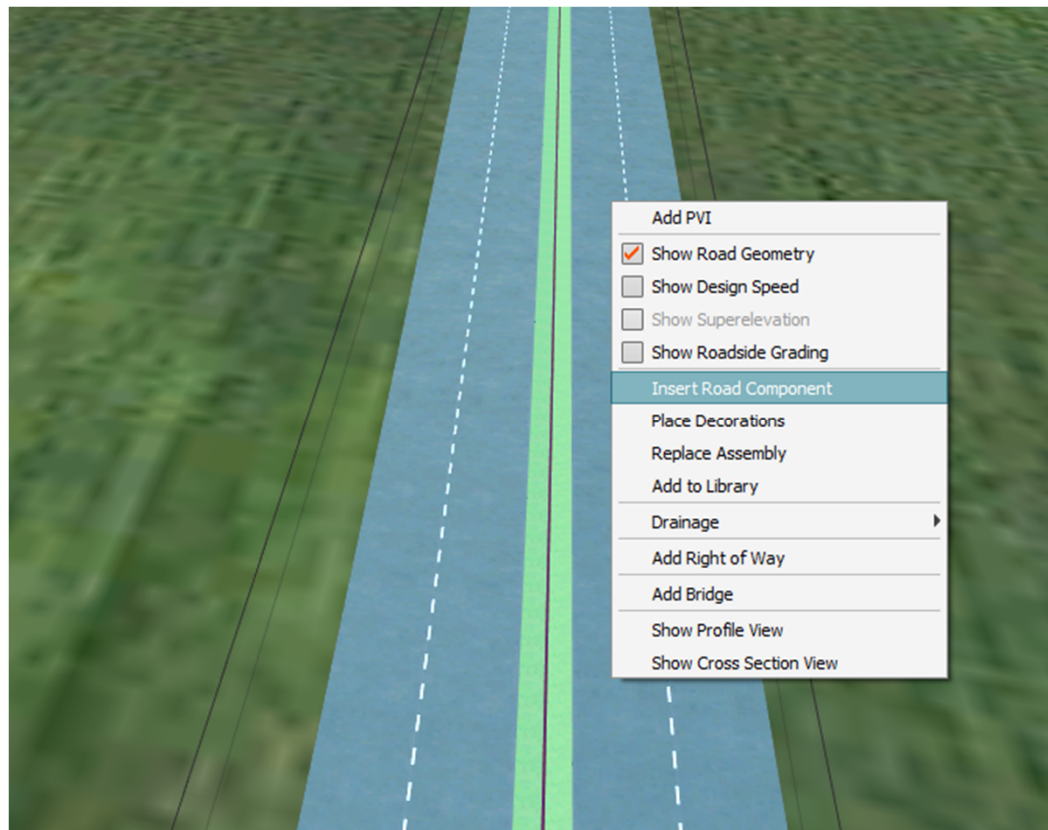 Add PVI
Show Road Geometry
Show Design Speed
Show Superelevation
Show Roadside Grading
Insert Road Component
Place Decorations
Replace Assembly
Add to Library
Drainage
Add Right of Way
Add Bridge
Show Profile View
Show Cross Section View